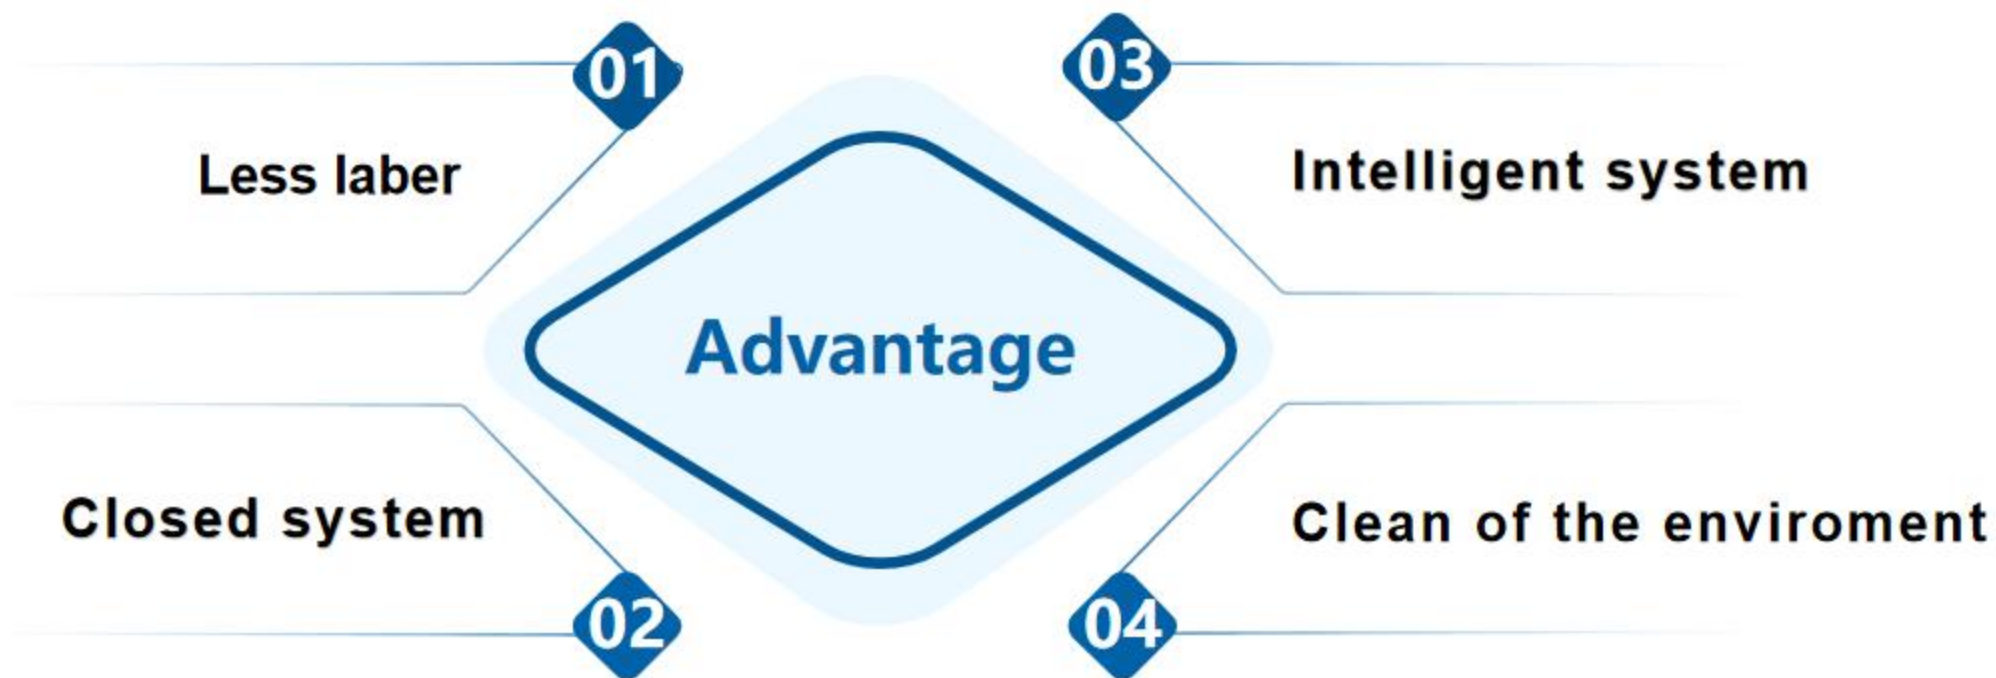 01
Less laber
Closed system
02
Advantage
03
Intelligent system
Clean of the enviroment
04